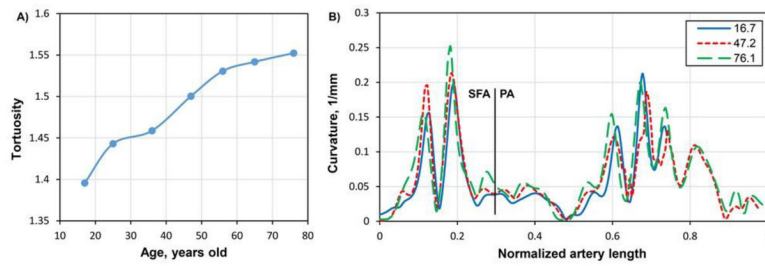 A)
1.6
1.55
1.5
1.45
1.4
1.35
Tortuosity
10 20 30 40 50 60 70 80
Age, years old
B)
0.3
0.25
0.2
0.15
0.1
0.05
0
Curvature, 1/mm
16.7
47.2
76.1
SFA PA
0.2 0.4 0.6 0.8
Normalized artery length